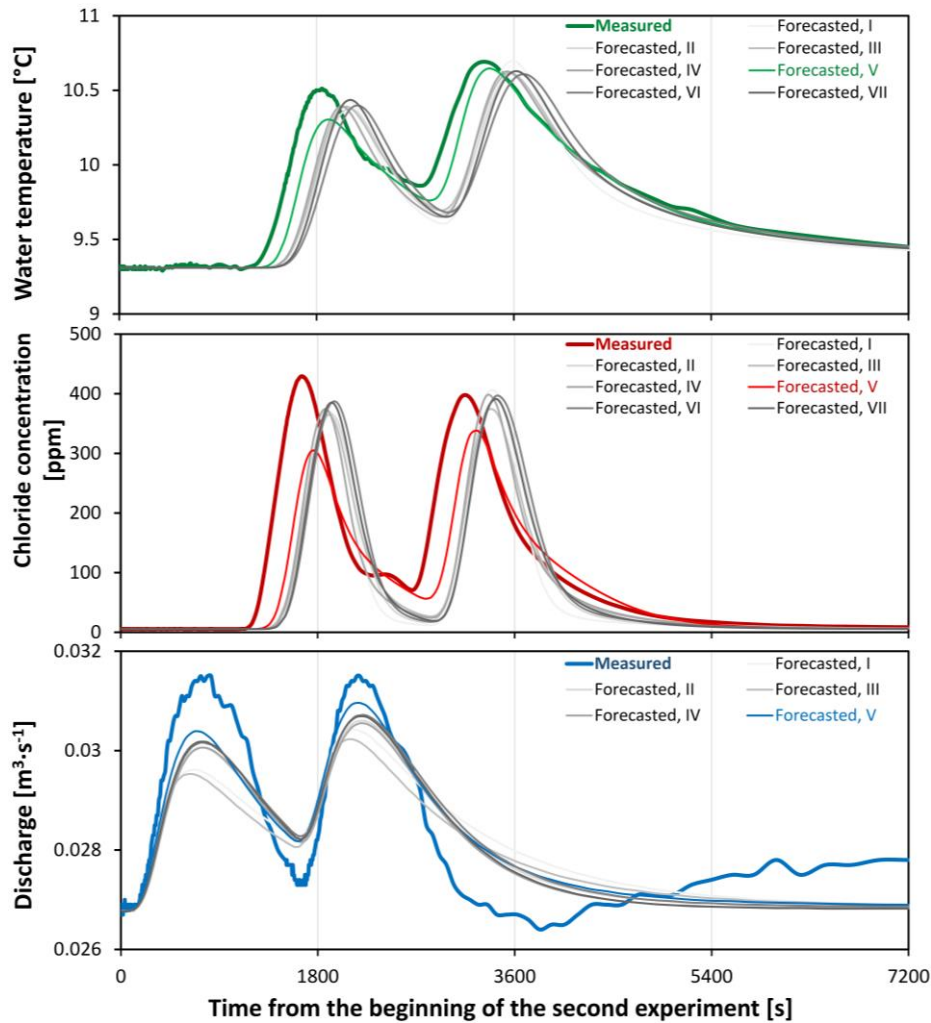 Water temperature [°C]
11
10.5
10
9.5
9
Measured
Forecasted, I
Forecasted, II
Forecasted, III
Forecasted, IV
Forecasted, V
Forecasted, VI
Forecasted, VII
Chloride concentration
[ppm]
500
400
300
200
100
0
Measured
Forecasted, I
Forecasted, II
Forecasted, III
Forecasted, IV
Forecasted, V
Forecasted, VI
Forecasted, VII
Discharge [m³·s⁻¹]
0.032
0.03
0.028
0.026
Measured
Forecasted, I
Forecasted, II
Forecasted, III
Forecasted, IV
Forecasted, V
0
1800
3600
5400
7200
Time from the beginning of the second experiment [s]